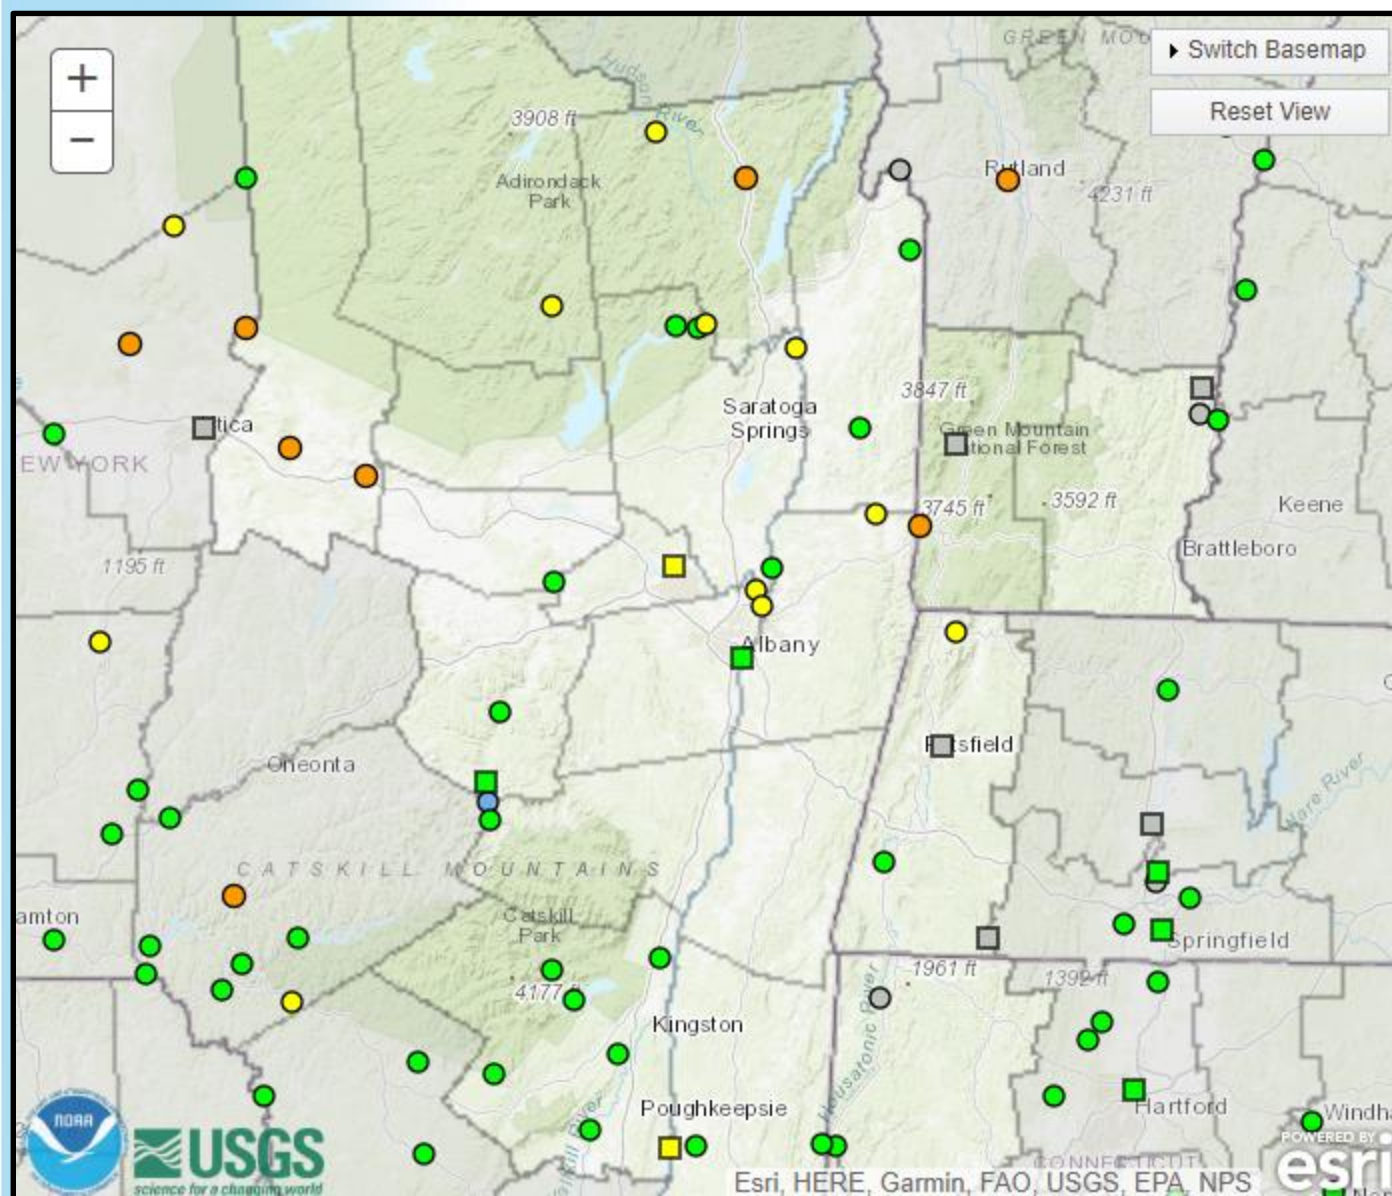 GREEN MOU
▸ Switch Basemap
+
−
Hudson River
3908 ft
Reset View
Rutland
Adirondack
Park
4231 ft
3847 ft
Saratoga
Springs
tica
Green Mountain
tional Forest
EW YORK
3592 ft
Keene
3745 ft
Brattleboro
1195 ft
Albany
P tsfield
Oneonta
Ware River
CATSKILL MOUNTAINS
amton
Catskill
Park
Springfield
1961 ft
1392 ft
4177 ft
Kingston
Housatonic River
Poughkeepsie
Hartford
Windh
NOAA
USGS
science for a changing world
River
POWERED BY
esri
CONNECTICUT
Esri, HERE, Garmin, FAO, USGS, EPA, NPS